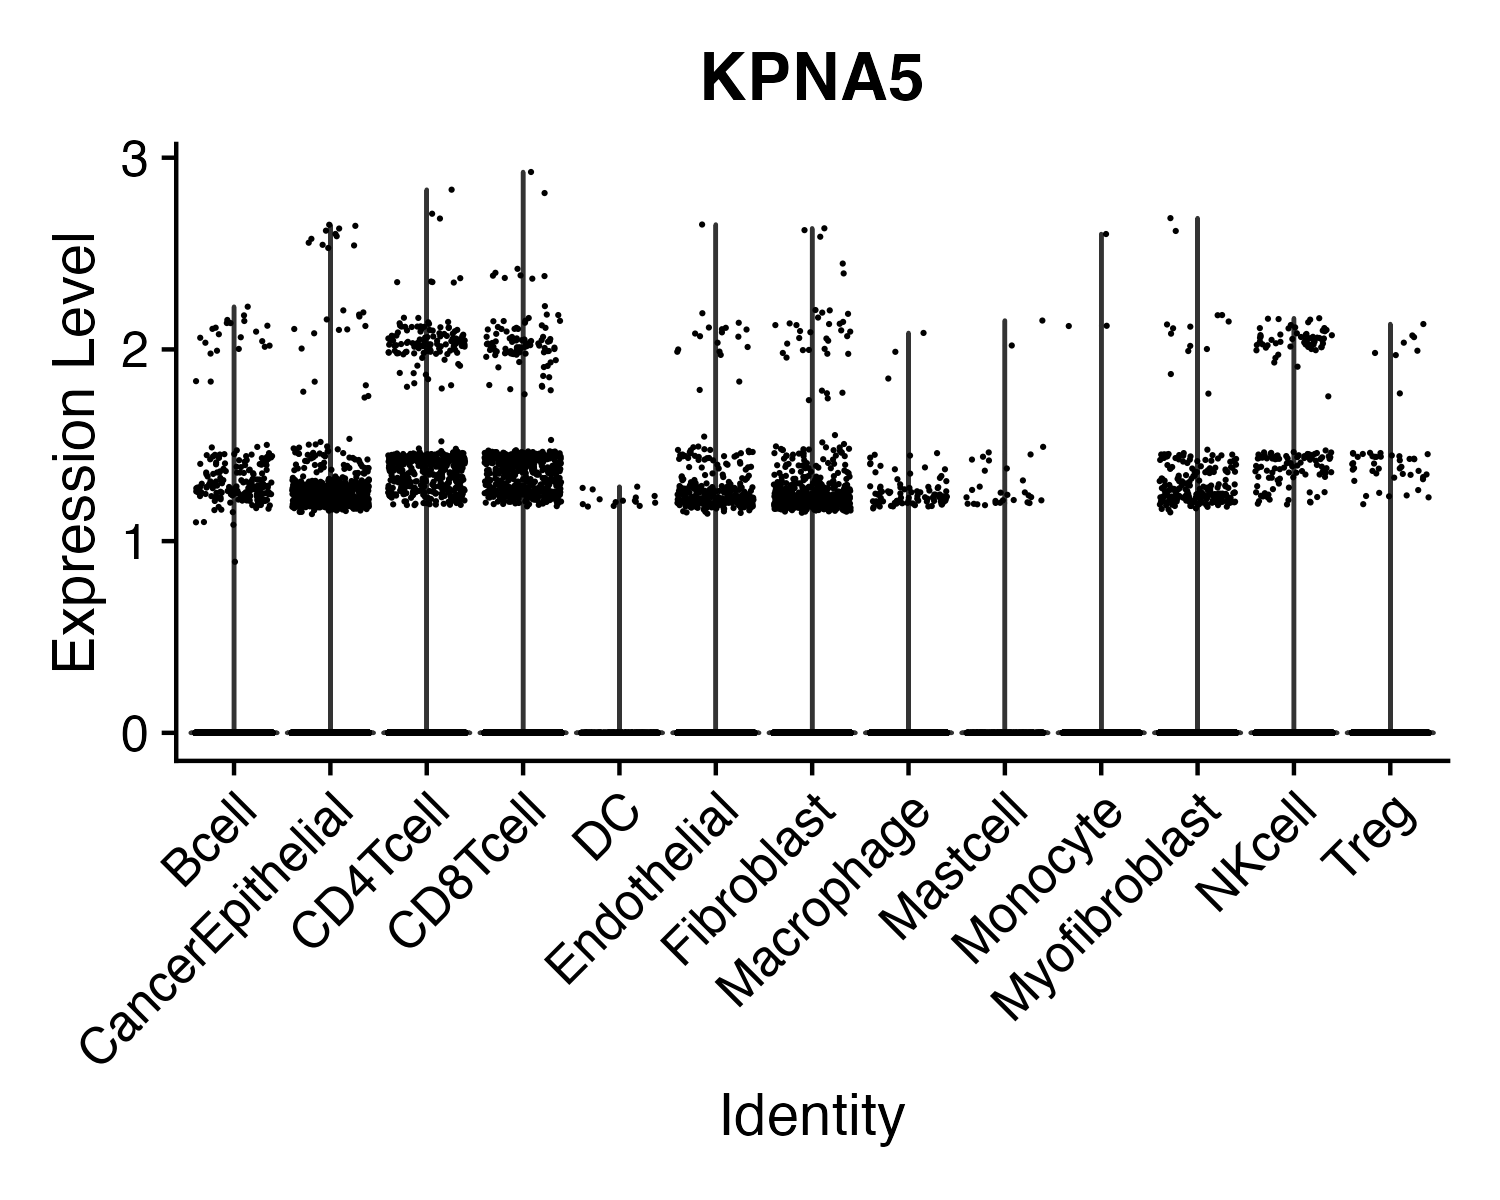 KPNA5
3
2
1
0
Expression Level
Bcell
CancerEpithelial
CD4Tcell
CD8Tcell
DC
Endothelial
Fibroblast
Macrophage
Mastcell
Monocyte
Myofibroblast
NKcell
Treg
Identity